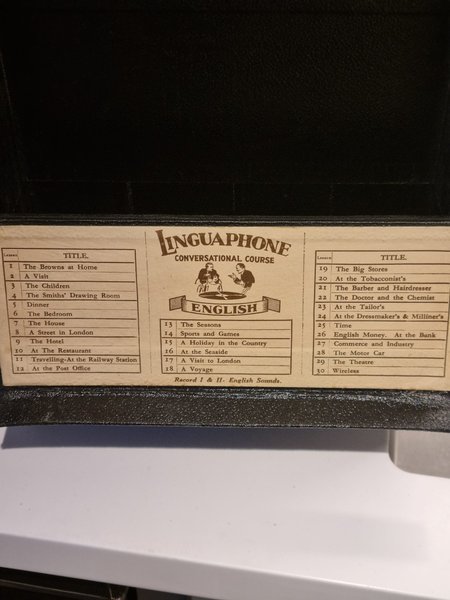 LINGUAPHONE
CONVERSATIONAL COURSE
ENGLISH
Lesson TITLE.
1 The Browns at Home
2 A Visit
3 The Children
4 The Smiths' Drawing Room
5 Dinner
6 The Bedroom
7 The House
8 A Street in London
9 The Hotel
10 At The Restaurant
11 Travelling-At the Railway Station
12 At the Post Office
13 The Seasons
14 Sports and Games
15 A Holiday in the Country
16 At the Seaside
17 A Visit to London
18 A Voyage
Lesson TITLE.
19 The Big Stores
20 At the Tobacconist's
21 The Barber and Hairdresser
22 The Doctor and the Chemist
23 At the Tailor's
24 At the Dressmaker's & Milliner's
25 Time
26 English Money. At the Bank
27 Commerce and Industry
28 The Motor Car
29 The Theatre
30 Wireless
Record I & II- English Sounds.